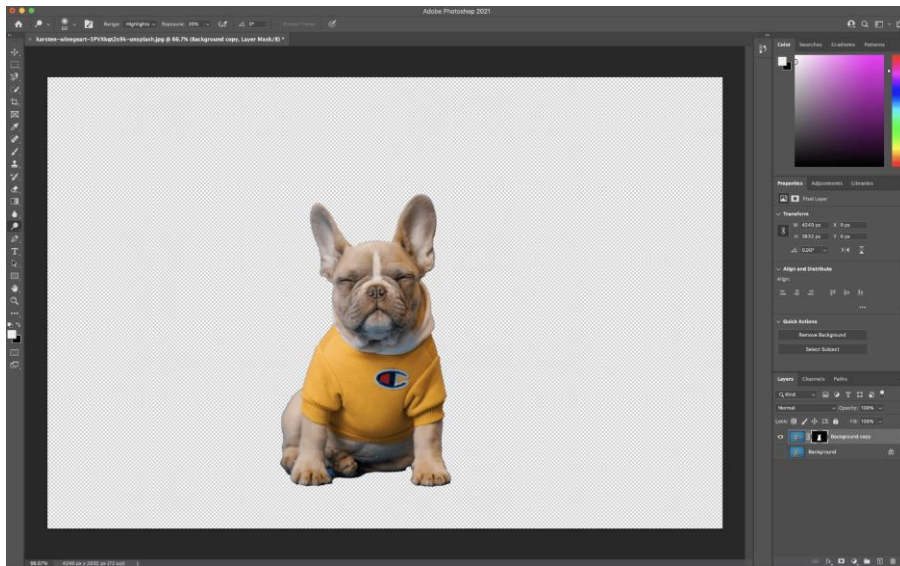 Adobe Photoshop 2021
Range: Highlights Exposure: 30% 0° Protect Tones
50
× karsten-winegeart-5PVXkqt2s9k-unsplash.jpg @ 66.7% (Background copy, Layer Mask/8) *
Color Swatches Gradients Patterns
Properties Adjustments Libraries
Pixel Layer
Transform
W: 4240 px X: 0 px
H: 2832 px Y: 0 px
0.00°
Align and Distribute
Align:
Quick Actions
Remove Background
Select Subject
Layers Channels Paths
Kind
Normal Opacity: 100%
Lock: Fill: 100%
Background copy
Background
66.67% 4240 px x 2832 px (72 ppi)